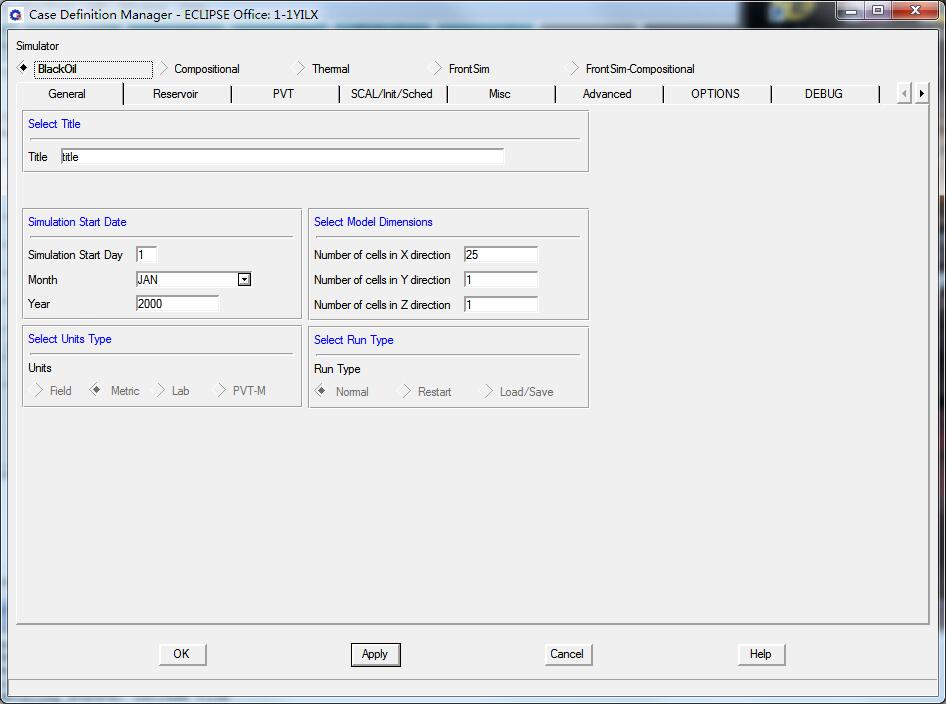 Case Definition Manager - ECLIPSE Office: 1-1YILX
Simulator
BlackOil Compositional Thermal FrontSim FrontSim-Compositional
General Reservoir PVT SCAL/Init/Sched Misc Advanced OPTIONS DEBUG
Select Title
Title title
Simulation Start Date
Simulation Start Day 1
Month JAN
Year 2000
Select Model Dimensions
Number of cells in X direction 25
Number of cells in Y direction 1
Number of cells in Z direction 1
Select Units Type
Units
Field Metric Lab PVT-M
Select Run Type
Run Type
Normal Restart Load/Save
OK Apply Cancel Help